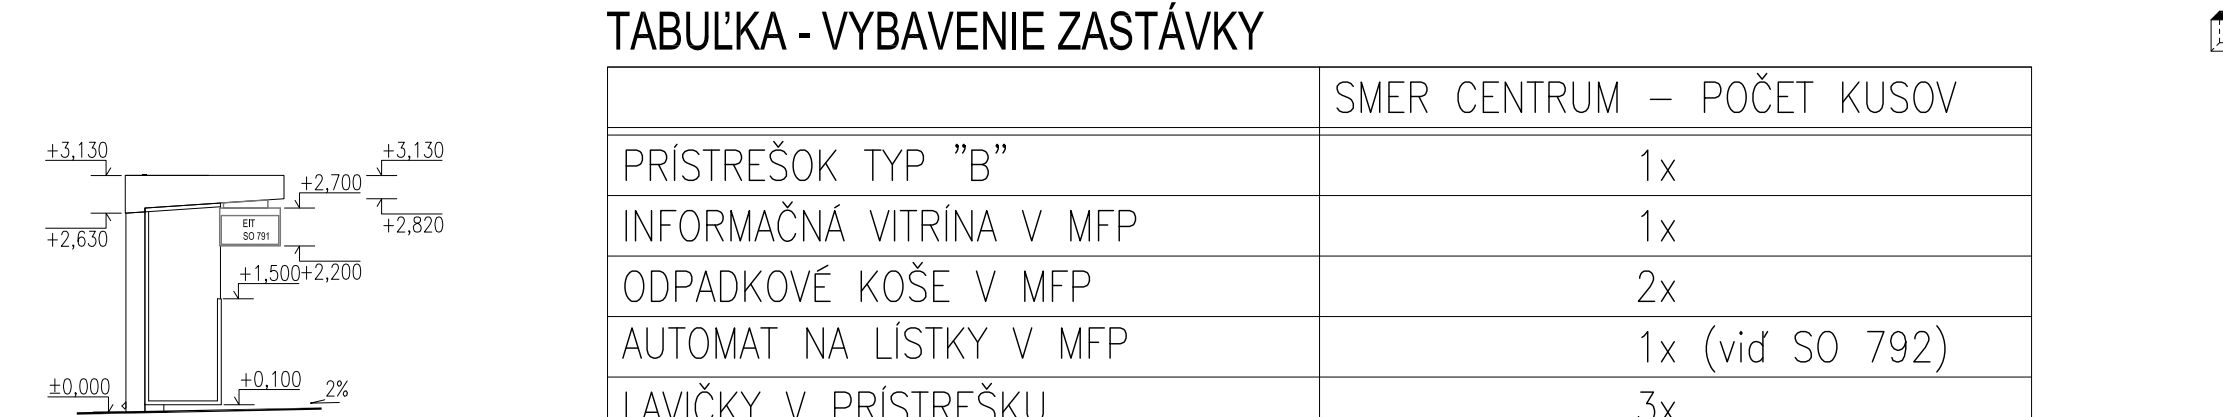 TABUĽKA - VYBAVENIE ZASTÁVKY
SMER CENTRUM – POČET KUSOV
PRÍSTREŠOK TYP "B" 1x
INFORMAČNÁ VITRÍNA V MFP 1x
ODPADKOVÉ KOŠE V MFP 2x
AUTOMAT NA LÍSTKY V MFP 1x (viď SO 792)
LAVIČKY V PRÍSTREŠKU 3x
+3,130
+3,130
+2,700
+2,630
EIT
SO 791
+2,820
+1,500
+2,200
±0,000
+0,100
2%